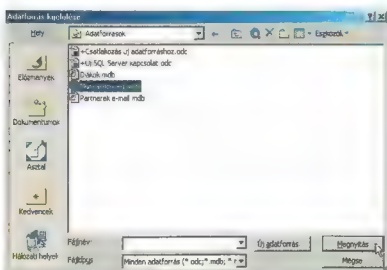 Adatforrás kijelölése
Hely
Adatforrások
Eszközök
+Csatlakozás új adatforráshoz.odc
+Új SQL Server kapcsolat.odc
Diákok.mdb
Partnerek e-mail.mdb
Előzmények
Dokumentumok
Asztal
Kedvencek
Hálózati helyek
Fájlnév:
Új adatforrás
Megnyitás
Fájltípus:
Minden adatforrás (*.odc; *.mdb; *.
Mégse